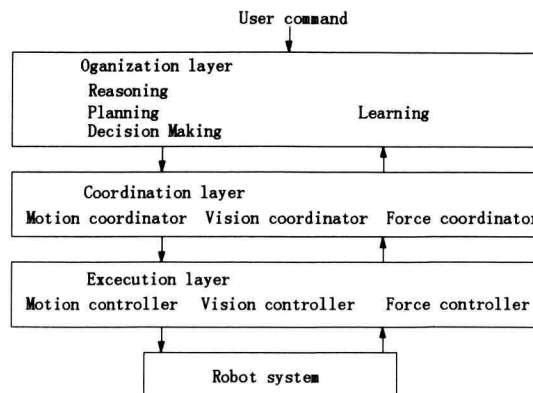 User command
Oganization layer
Reasoning
Planning Learning
Decision Making
Coordination layer
Motion coordinator Vision coordinator Force coordinator
Excecution layer
Motion controller Vision controller Force controller
Robot system